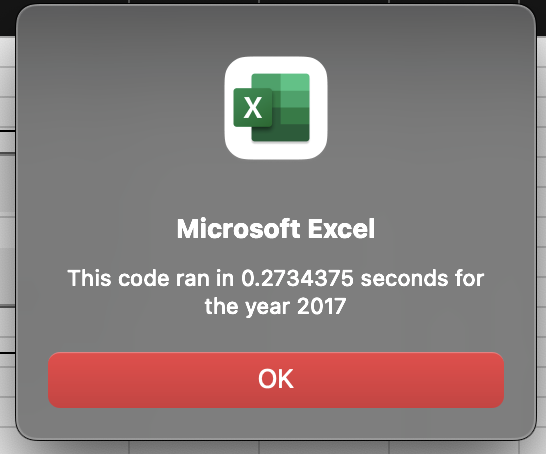 X
Microsoft Excel
This code ran in 0.2734375 seconds for
the year 2017
OK